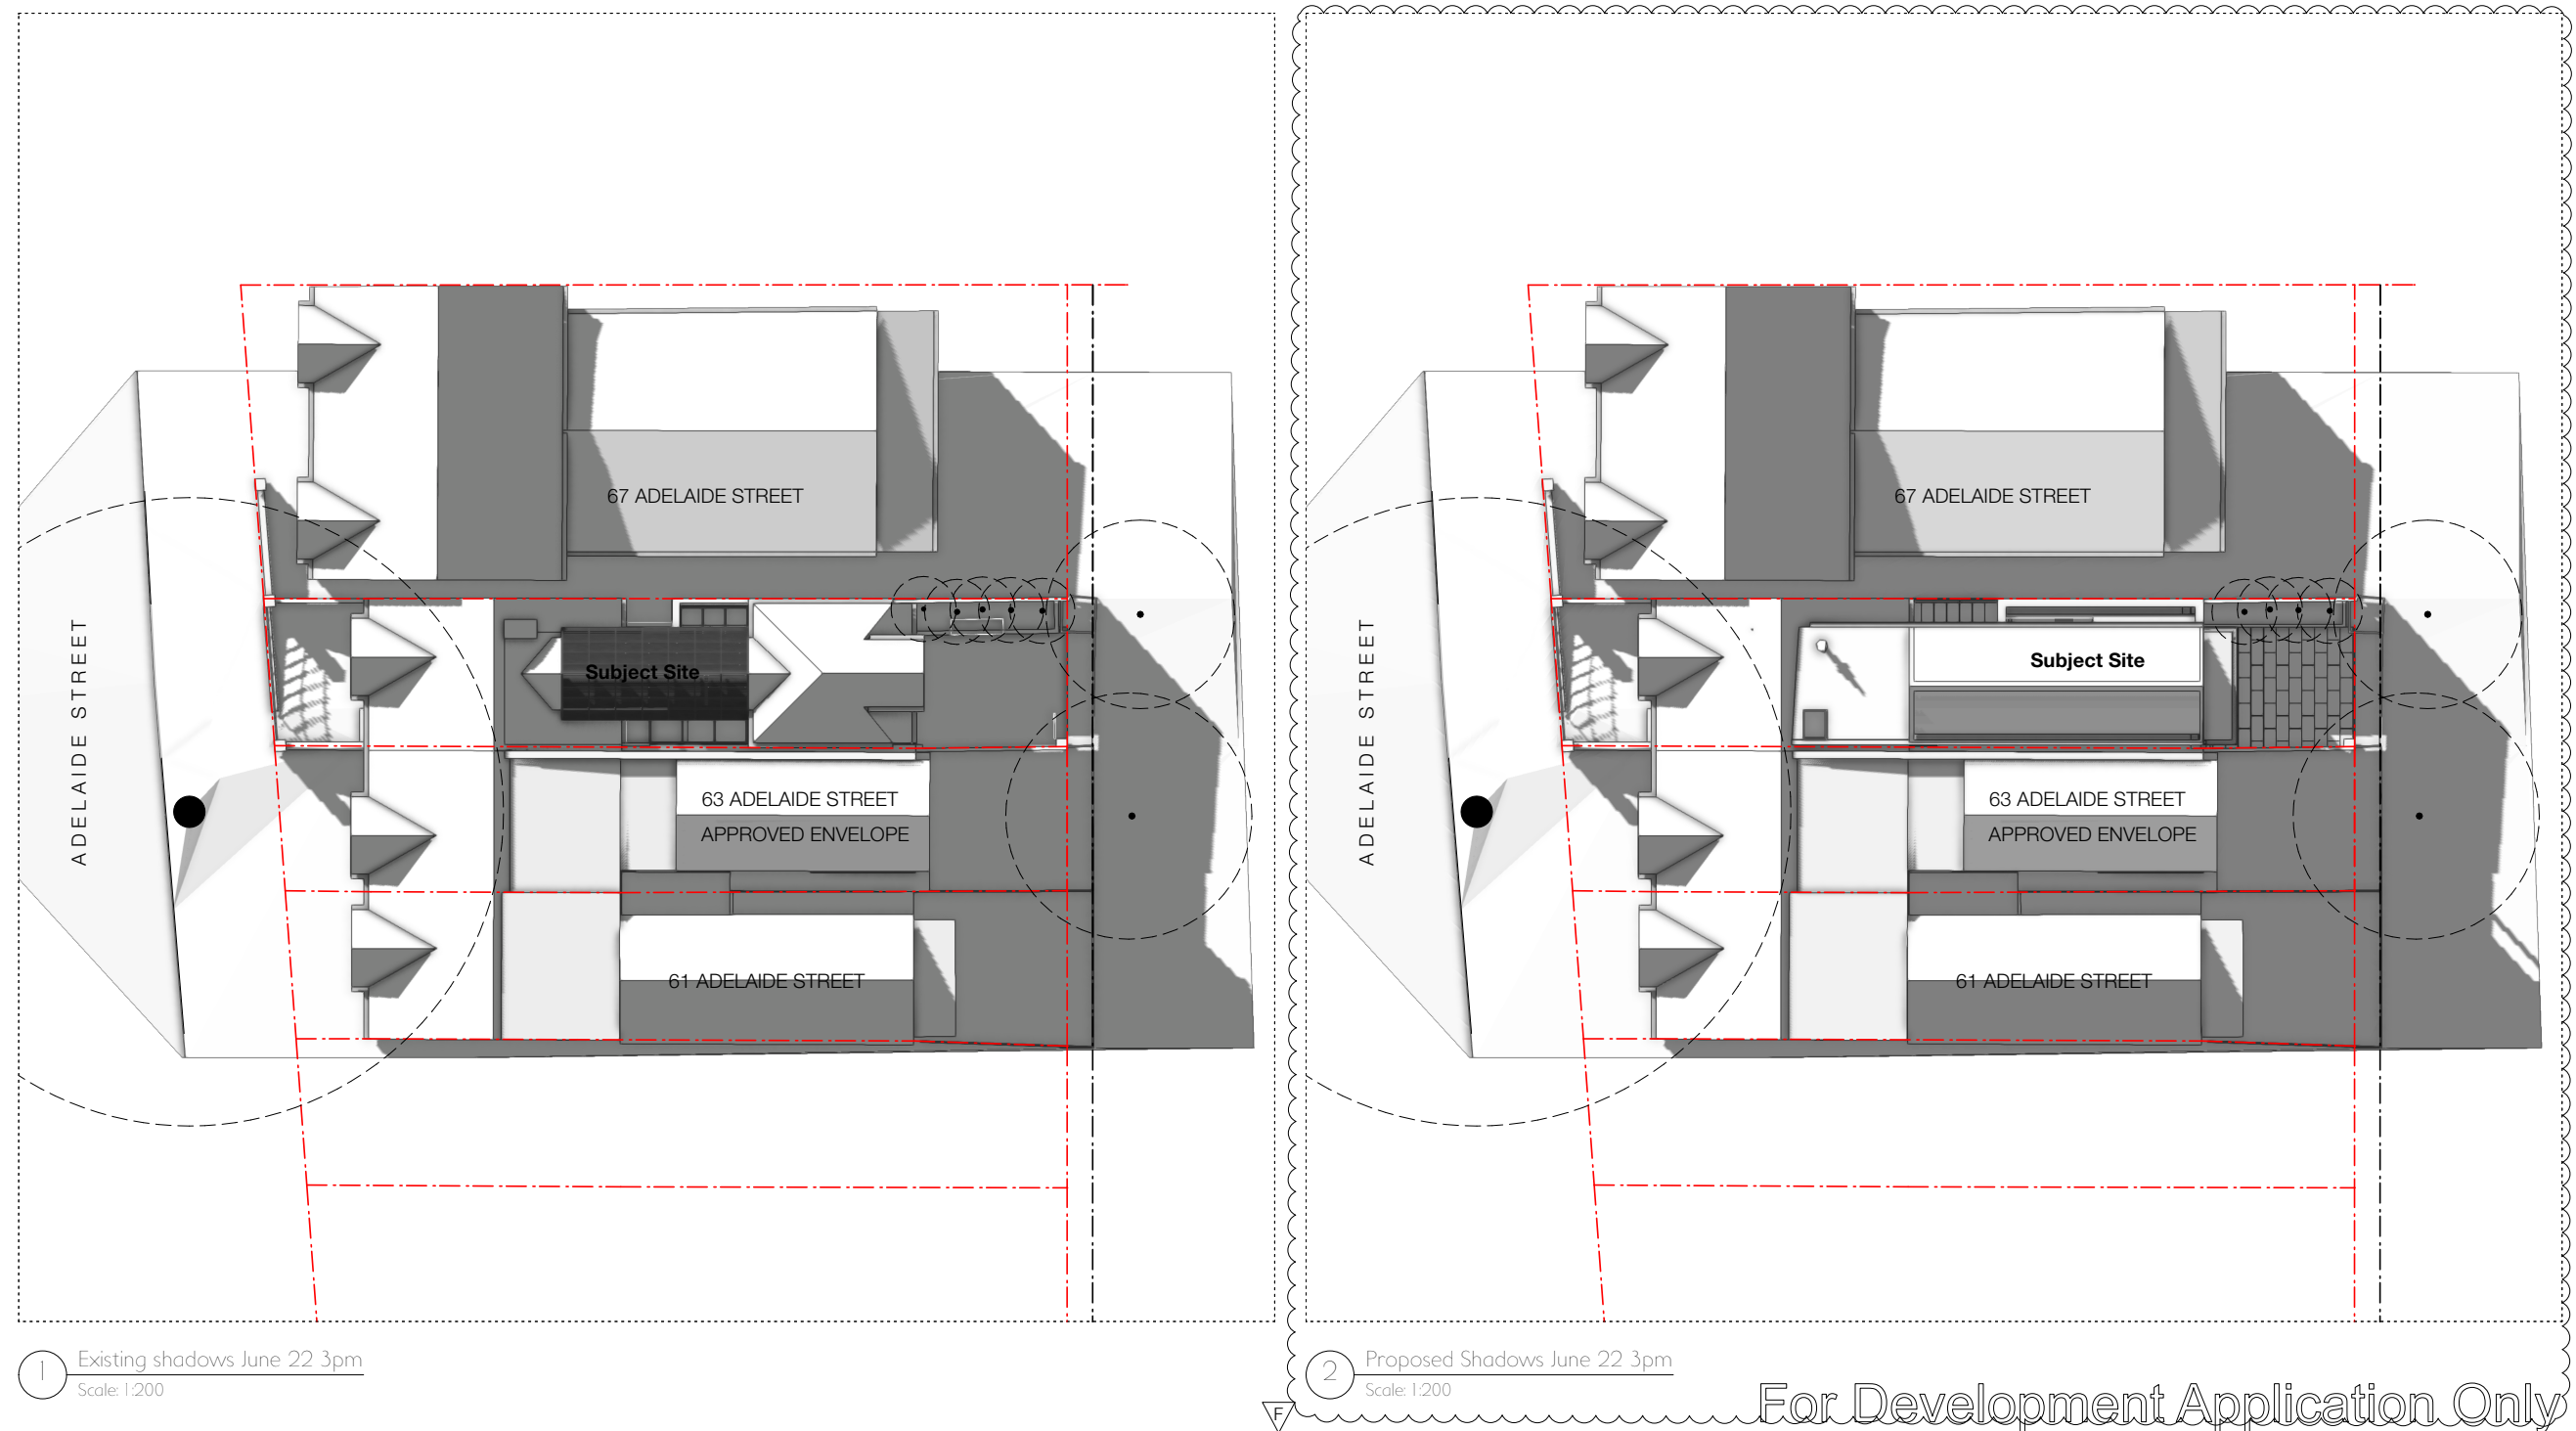 67 ADELAIDE STREET
Subject Site
63 ADELAIDE STREET
APPROVED ENVELOPE
61 ADELAIDE STREET
ADELAIDE STREET
1
Existing shadows June 22 3pm
Scale: 1:200
67 ADELAIDE STREET
Subject Site
63 ADELAIDE STREET
APPROVED ENVELOPE
61 ADELAIDE STREET
ADELAIDE STREET
2
Proposed Shadows June 22 3pm
Scale: 1:200
F
For Development Application Only